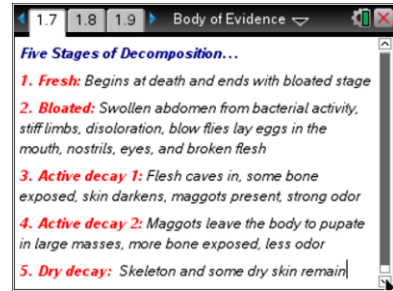 1.7 1.8 1.9 Body of Evidence
Five Stages of Decomposition...
1. Fresh: Begins at death and ends with bloated stage
2. Bloated: Swollen abdomen from bacterial activity,
stiff limbs, disoloration, blow flies lay eggs in the
mouth, nostrils, eyes, and broken flesh
3. Active decay 1: Flesh caves in, some bone
exposed, skin darkens, maggots present, strong odor
4. Active decay 2: Maggots leave the body to pupate
in large masses, more bone exposed, less odor
5. Dry decay: Skeleton and some dry skin remain